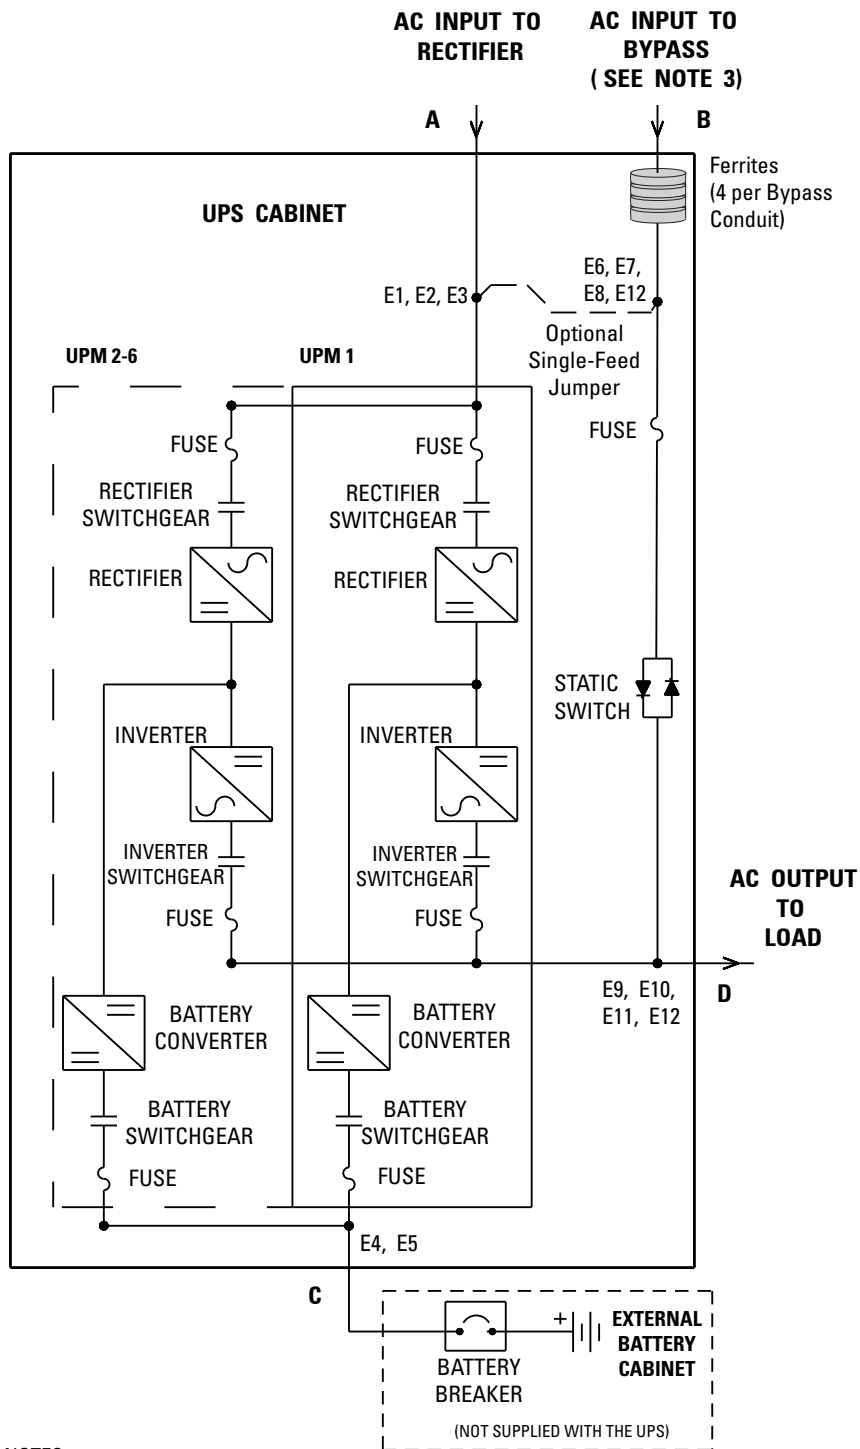 AC INPUT TO
RECTIFIER
AC INPUT TO
BYPASS
( SEE NOTE 3)
A
B
Ferrites
(4 per Bypass
Conduit)
UPS CABINET
E1, E2, E3
E6, E7,
E8, E12
Optional
Single-Feed
Jumper
UPM 2-6
UPM 1
FUSE
FUSE
FUSE
RECTIFIER
SWITCHGEAR
RECTIFIER
SWITCHGEAR
RECTIFIER
RECTIFIER
STATIC
SWITCH
INVERTER
INVERTER
INVERTER
SWITCHGEAR
INVERTER
SWITCHGEAR
FUSE
FUSE
AC OUTPUT
TO
LOAD
E9, E10,
E11, E12
D
BATTERY
CONVERTER
BATTERY
CONVERTER
BATTERY
SWITCHGEAR
BATTERY
SWITCHGEAR
FUSE
FUSE
E4, E5
C
+
EXTERNAL
BATTERY
CABINET
BATTERY
BREAKER
(NOT SUPPLIED WITH THE UPS)